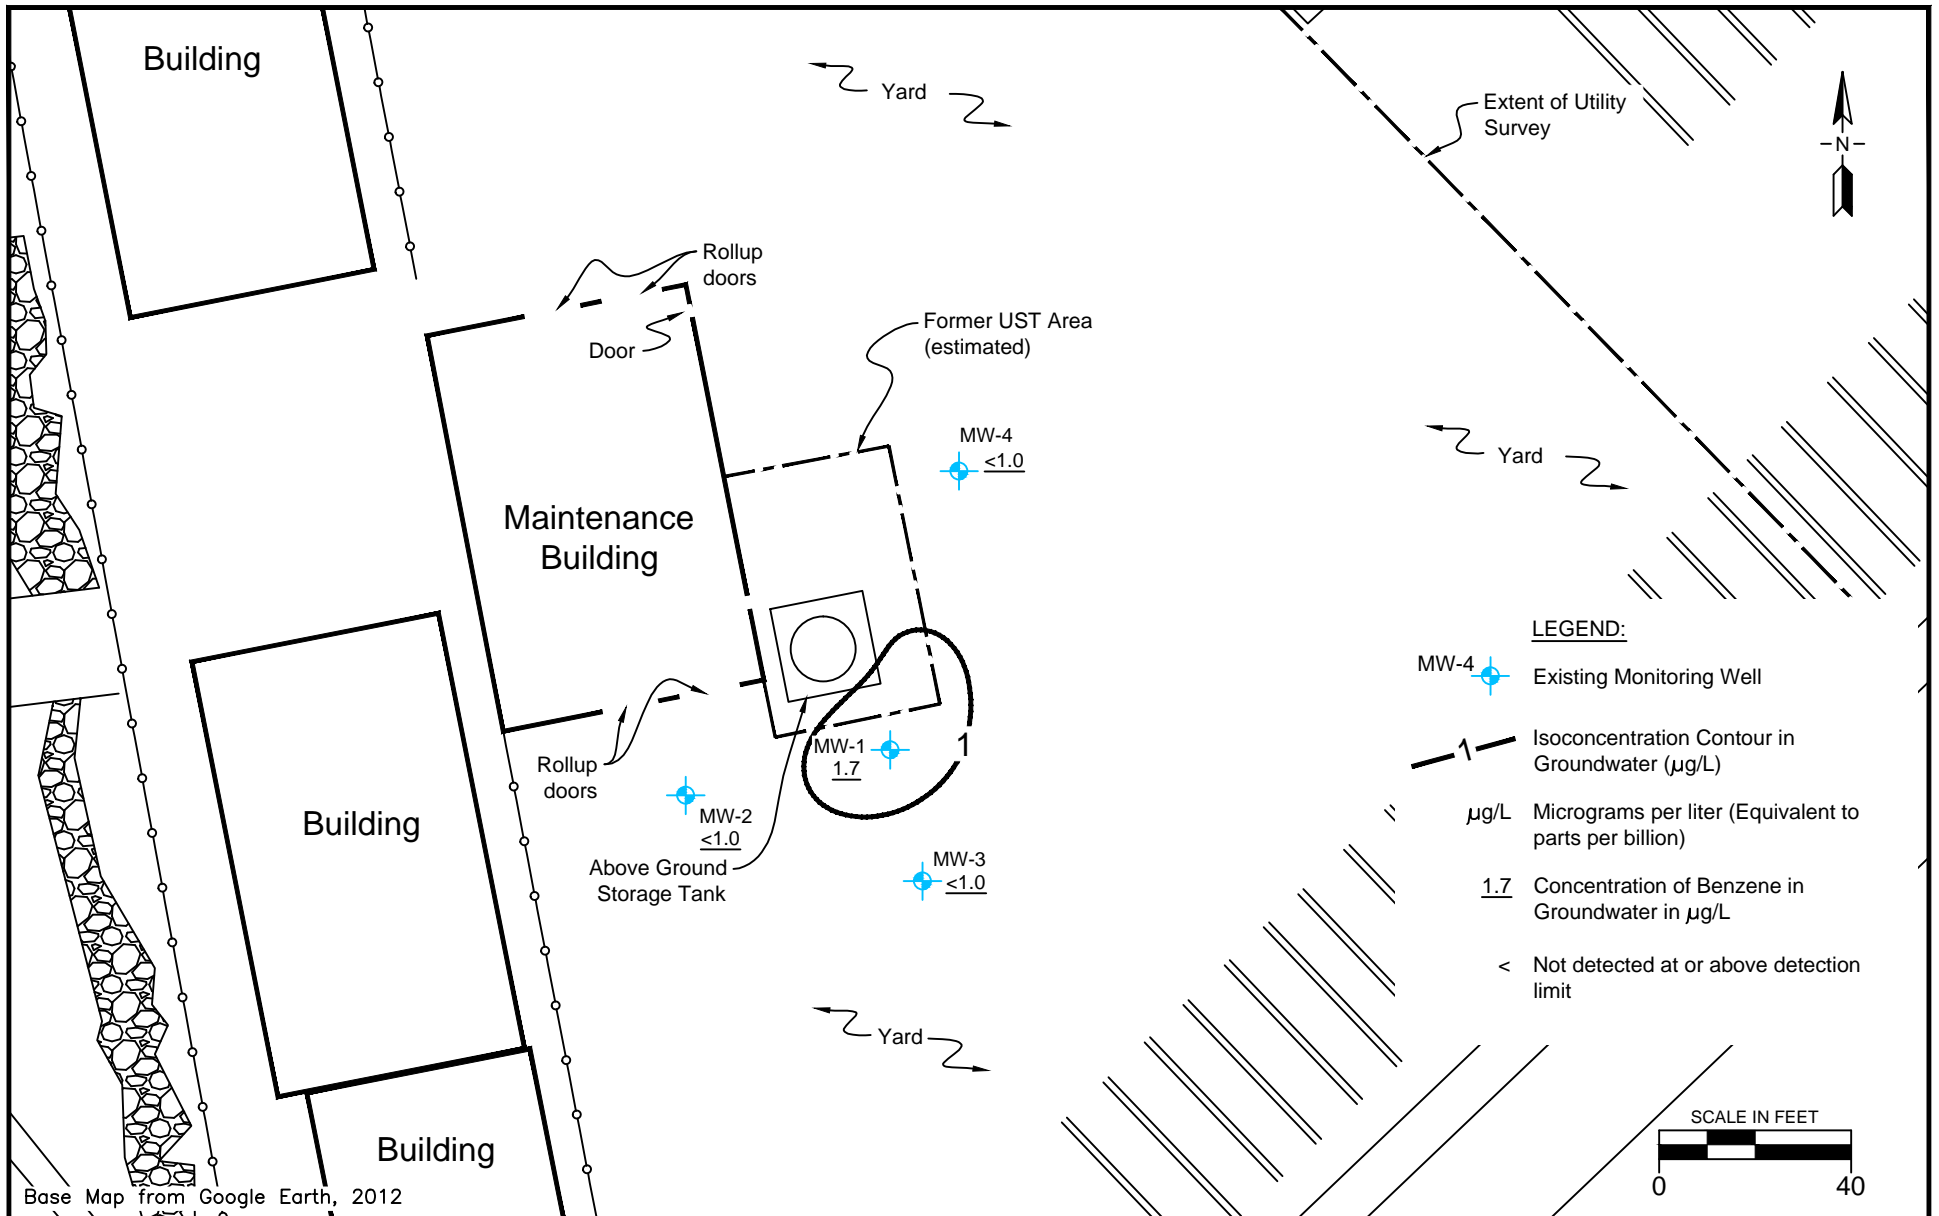 Building
Yard
Extent of Utility
Survey
N
Rollup
doors
Door
Former UST Area
(estimated)
MW-4
<1.0
Yard
Maintenance
Building
LEGEND:
MW-4
Existing Monitoring Well
1
Isoconcentration Contour in
Groundwater (µg/L)
µg/L
Micrograms per liter (Equivalent to
parts per billion)
1.7
Concentration of Benzene in
Groundwater in µg/L
<
Not detected at or above detection
limit
MW-1
1.7
1
Rollup
doors
MW-2
<1.0
Above Ground
Storage Tank
MW-3
<1.0
Building
Yard
Building
SCALE IN FEET
0 40
Base Map from Google Earth, 2012